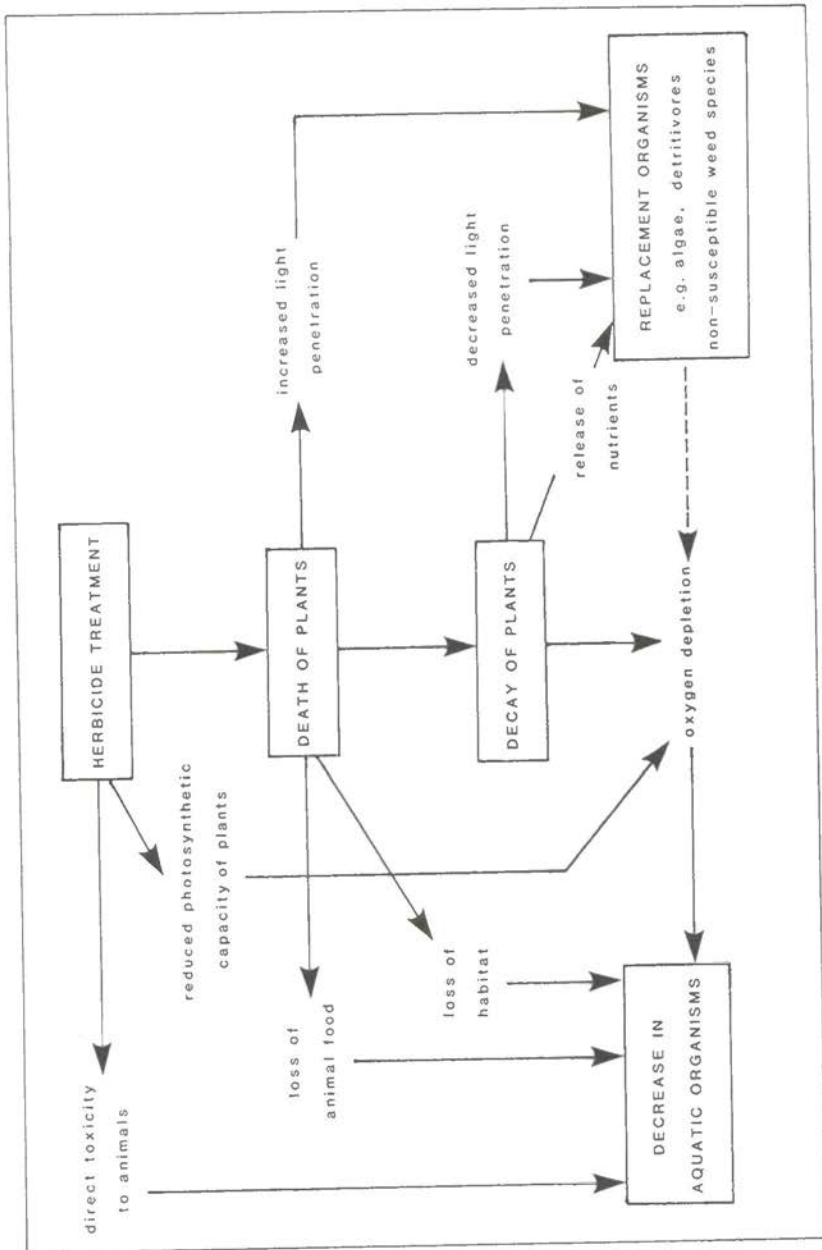 HERBICIDE TREATMENT
direct toxicity
to animals
reduced photosynthetic
capacity of plants
DEATH OF PLANTS
increased light
penetration
loss of
animal food
loss of
habitat
DECAY OF PLANTS
decreased light
penetration
release of
nutrients
oxygen depletion
DECREASE IN
AQUATIC ORGANISMS
REPLACEMENT ORGANISMS
e.g. algae, detritivores
non-susceptible weed species